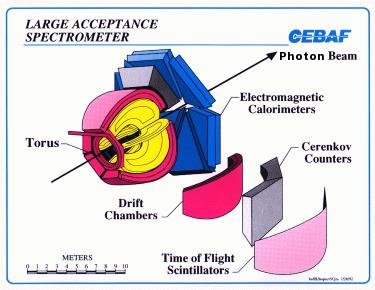 LARGE ACCEPTANCE
SPECTROMETER
CEBAF
Photon Beam
Electromagnetic
Calorimeters
Torus
Cerenkov
Counters
Drift
Chambers
Time of Flight
Scintillators
METERS
0 1 2 3 4 5 6 7 8 9 10